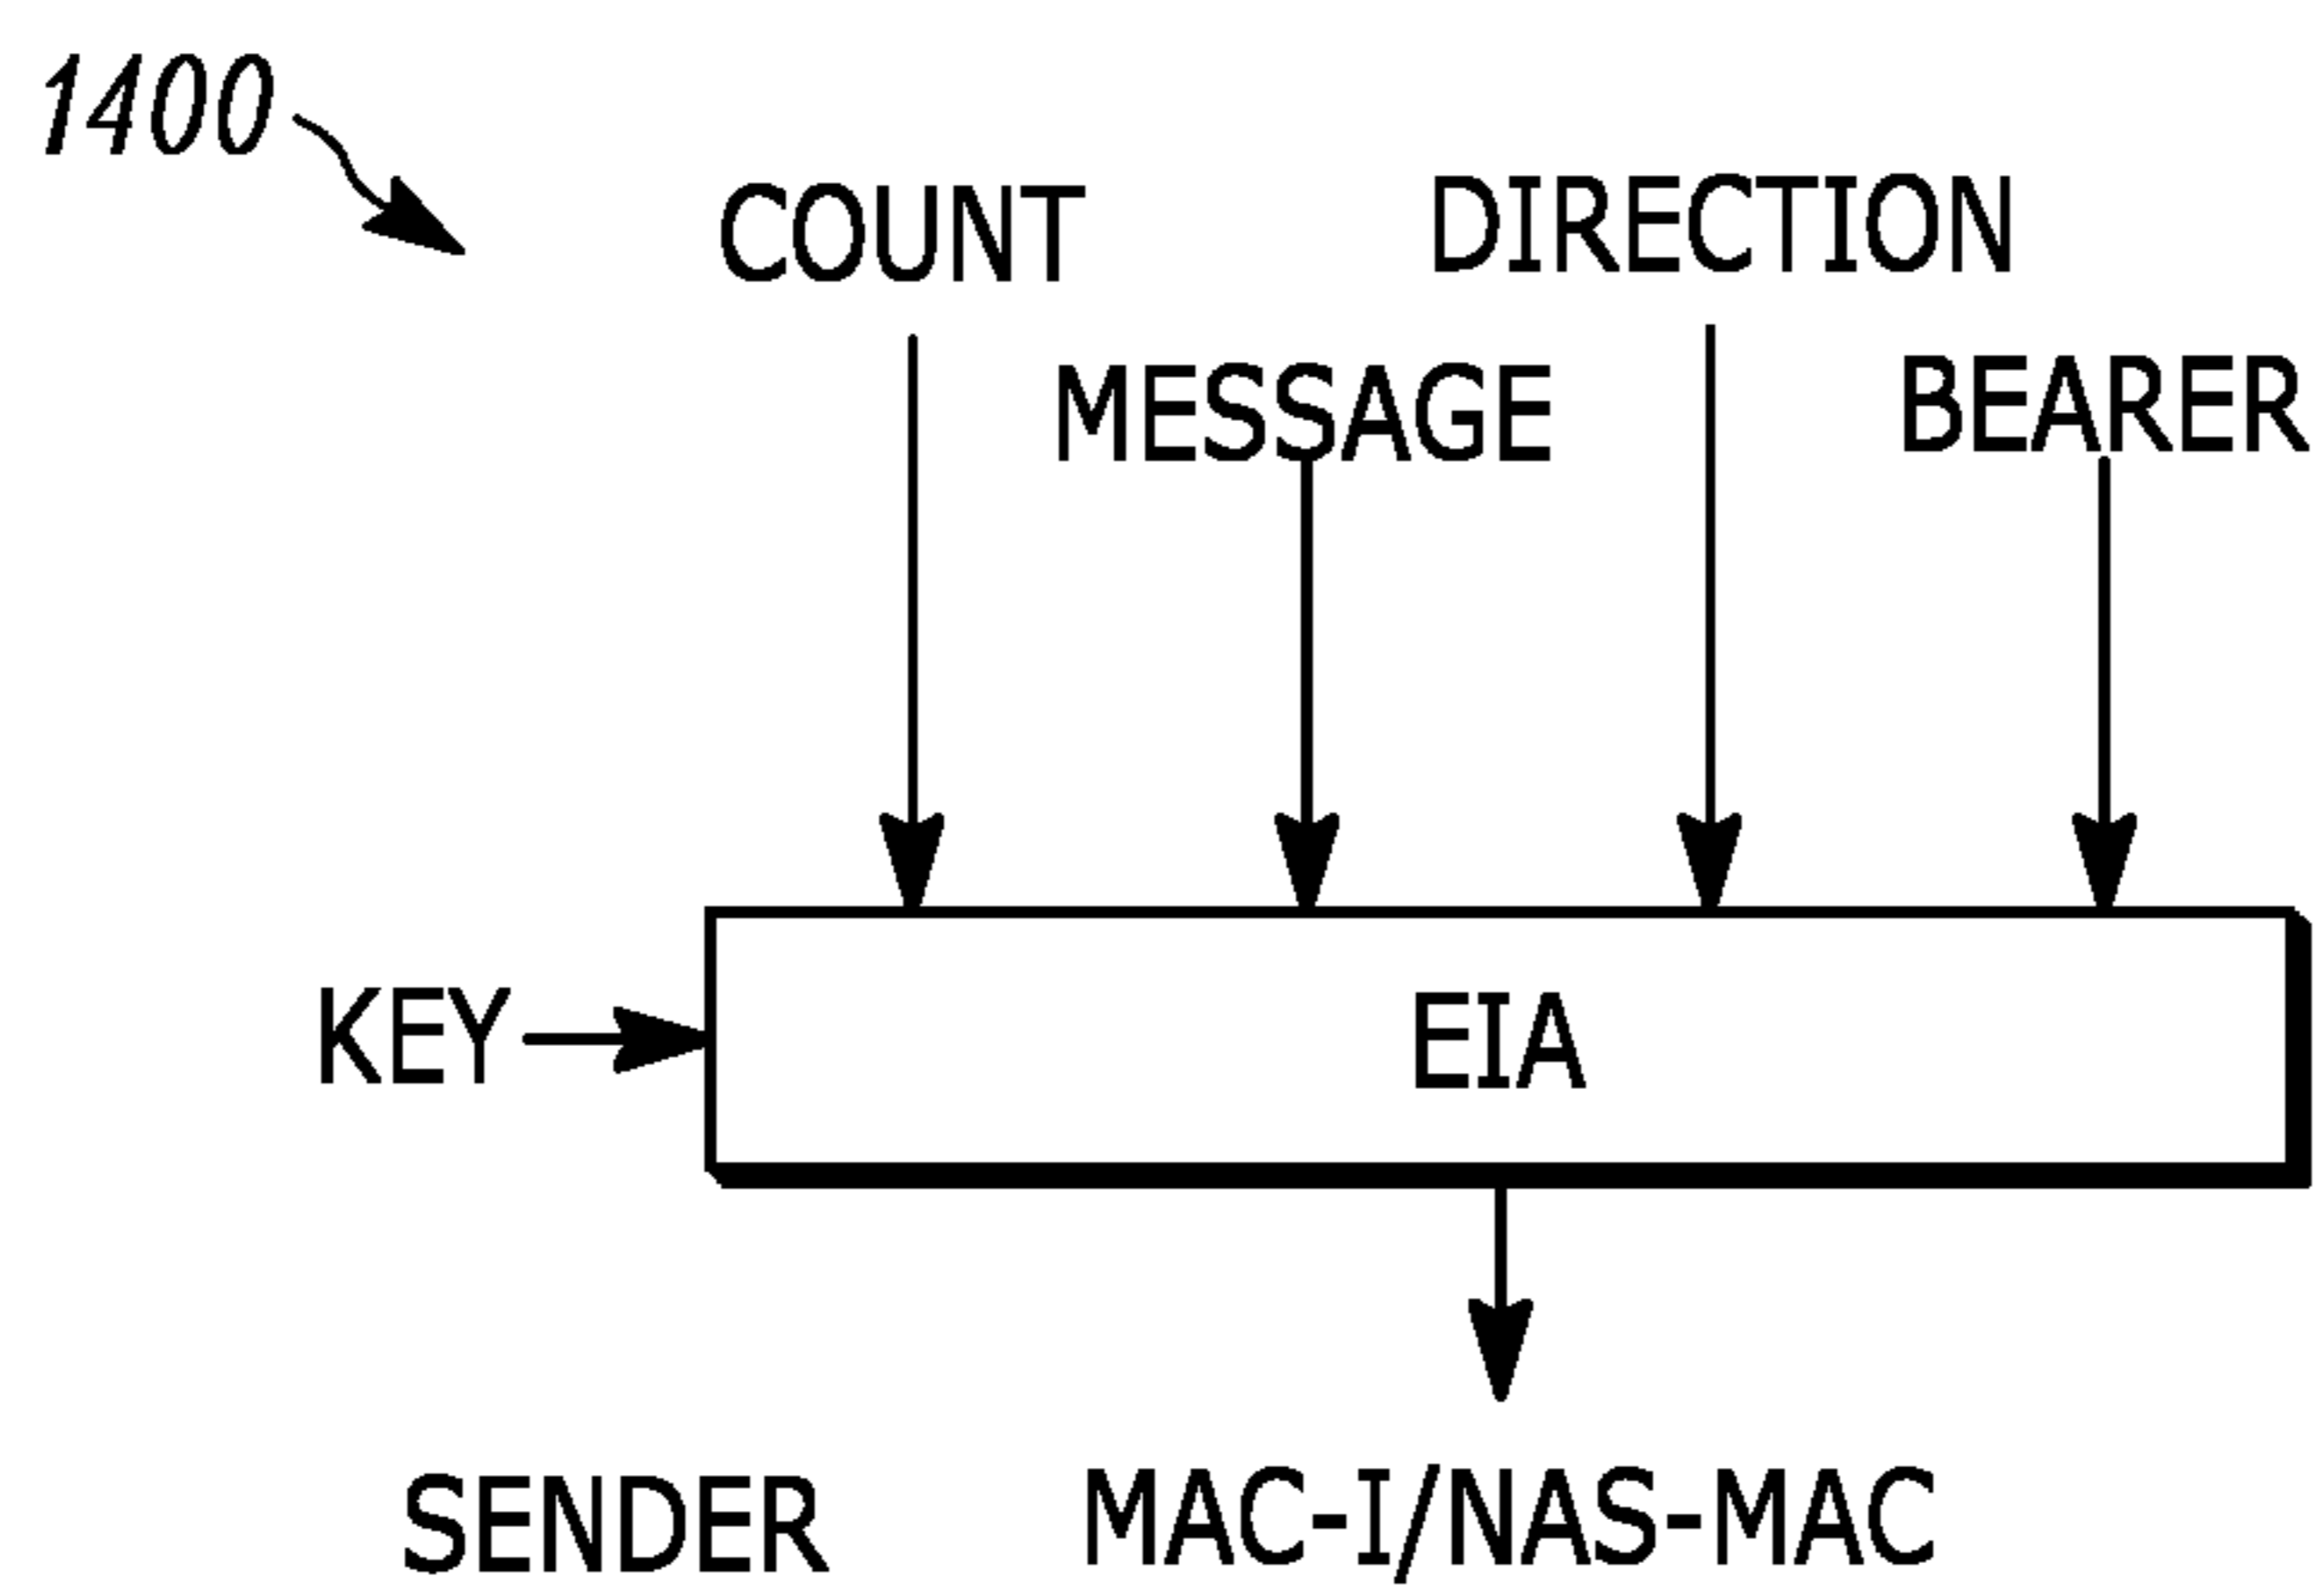 1400
COUNT
DIRECTION
MESSAGE
BEARER
KEY
EIA
SENDER
MAC-I/NAS-MAC